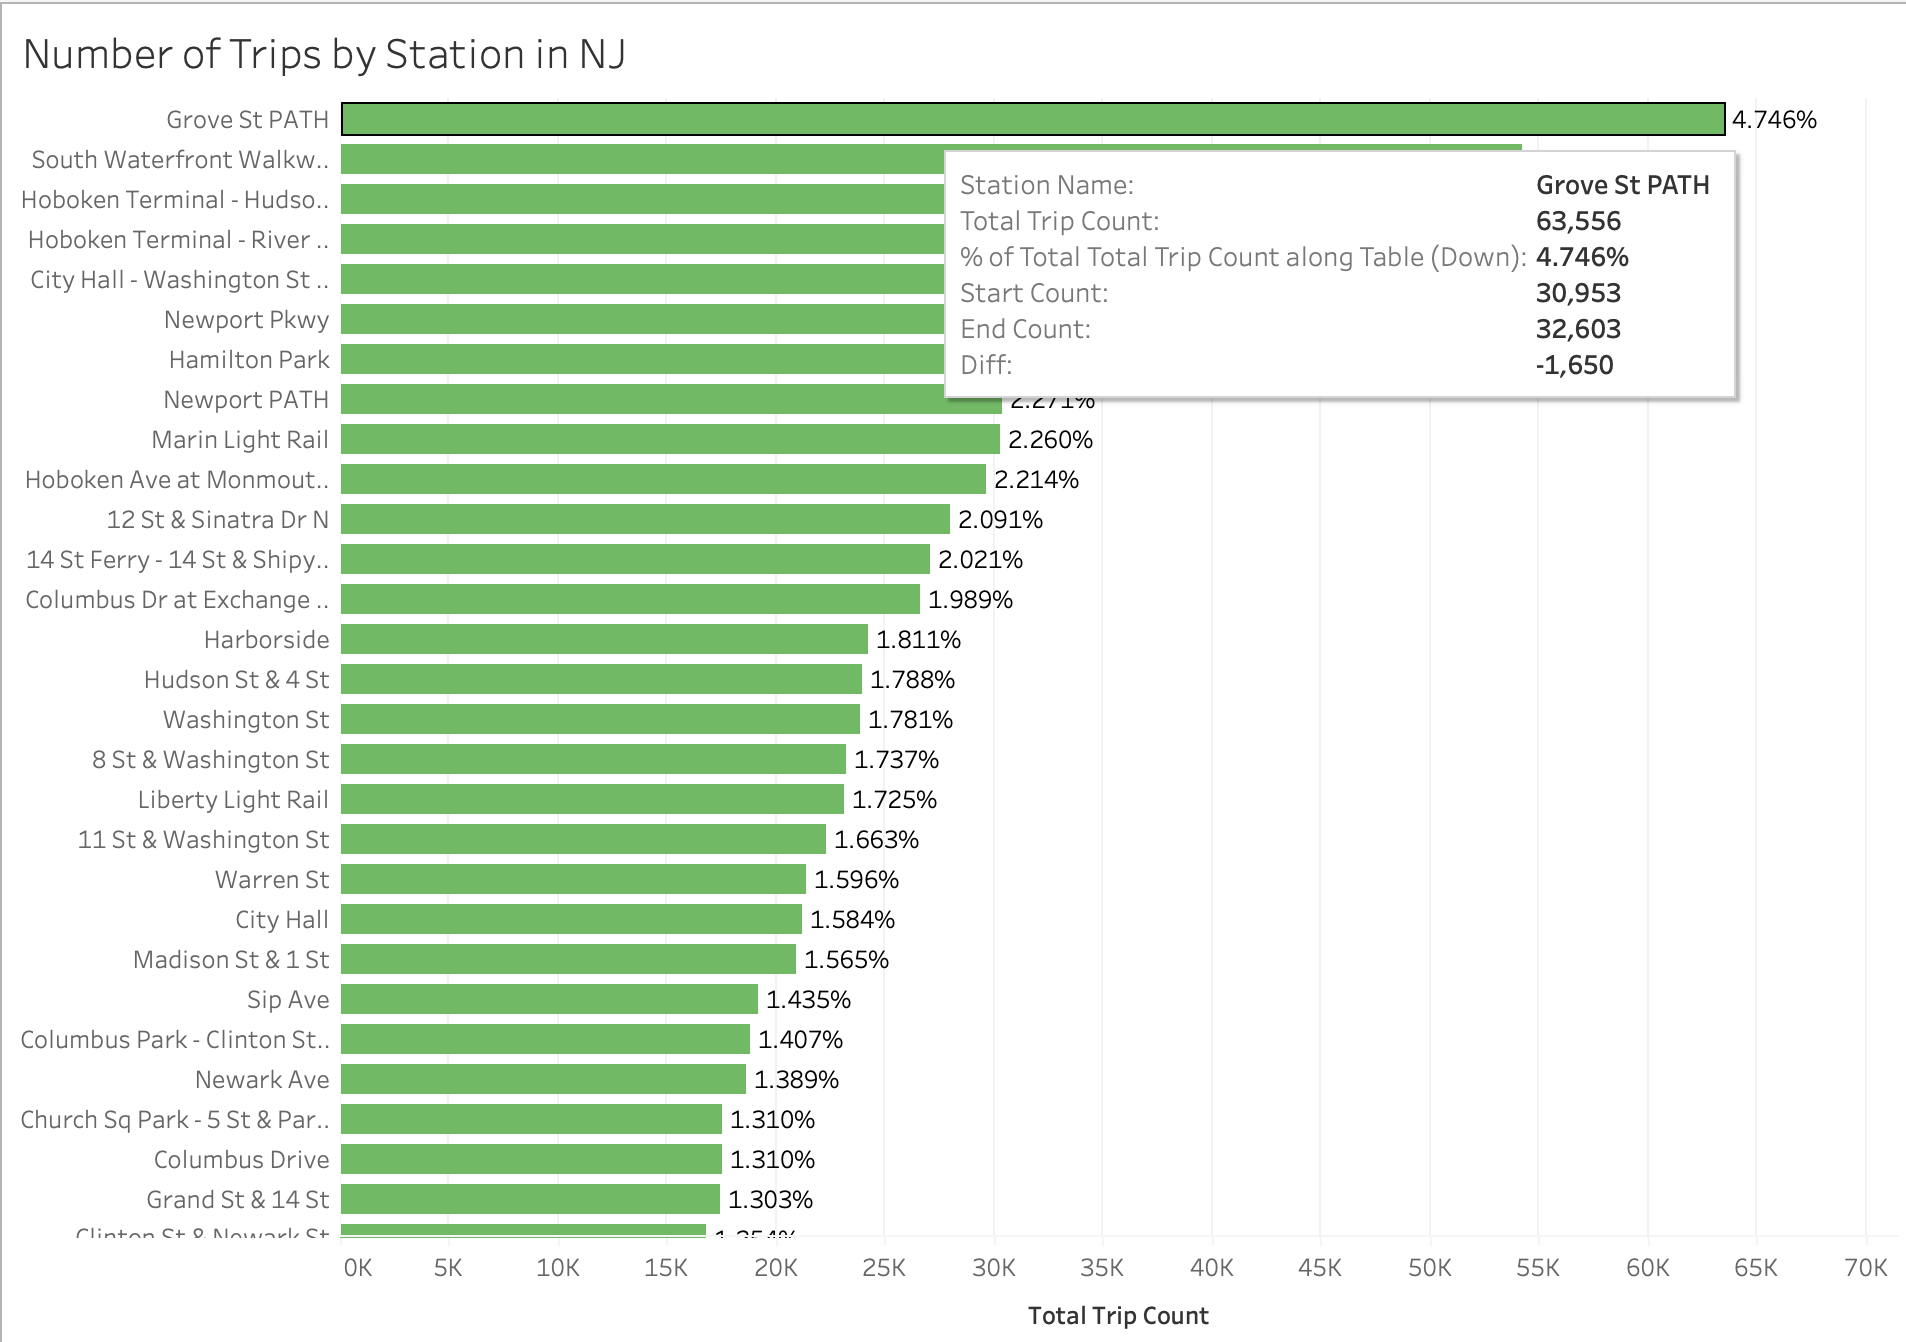 Number of Trips by Station in NJ
Grove St PATH 4.746%
South Waterfront Walkw..
Hoboken Terminal - Hudso..
Hoboken Terminal - River ..
City Hall - Washington St ..
Newport Pkwy
Hamilton Park
Station Name: Grove St PATH
Total Trip Count: 63,556
% of Total Total Trip Count along Table (Down): 4.746%
Start Count: 30,953
End Count: 32,603
Diff: -1,650
Newport PATH 2.271%
Marin Light Rail 2.260%
Hoboken Ave at Monmout.. 2.214%
12 St & Sinatra Dr N 2.091%
14 St Ferry - 14 St & Shipy.. 2.021%
Columbus Dr at Exchange .. 1.989%
Harborside 1.811%
Hudson St & 4 St 1.788%
Washington St 1.781%
8 St & Washington St 1.737%
Liberty Light Rail 1.725%
11 St & Washington St 1.663%
Warren St 1.596%
City Hall 1.584%
Madison St & 1 St 1.565%
Sip Ave 1.435%
Columbus Park - Clinton St.. 1.407%
Newark Ave 1.389%
Church Sq Park - 5 St & Par.. 1.310%
Columbus Drive 1.310%
Grand St & 14 St 1.303%
Clinton St & Newark St
0K 5K 10K 15K 20K 25K 30K 35K 40K 45K 50K 55K 60K 65K 70K
Total Trip Count